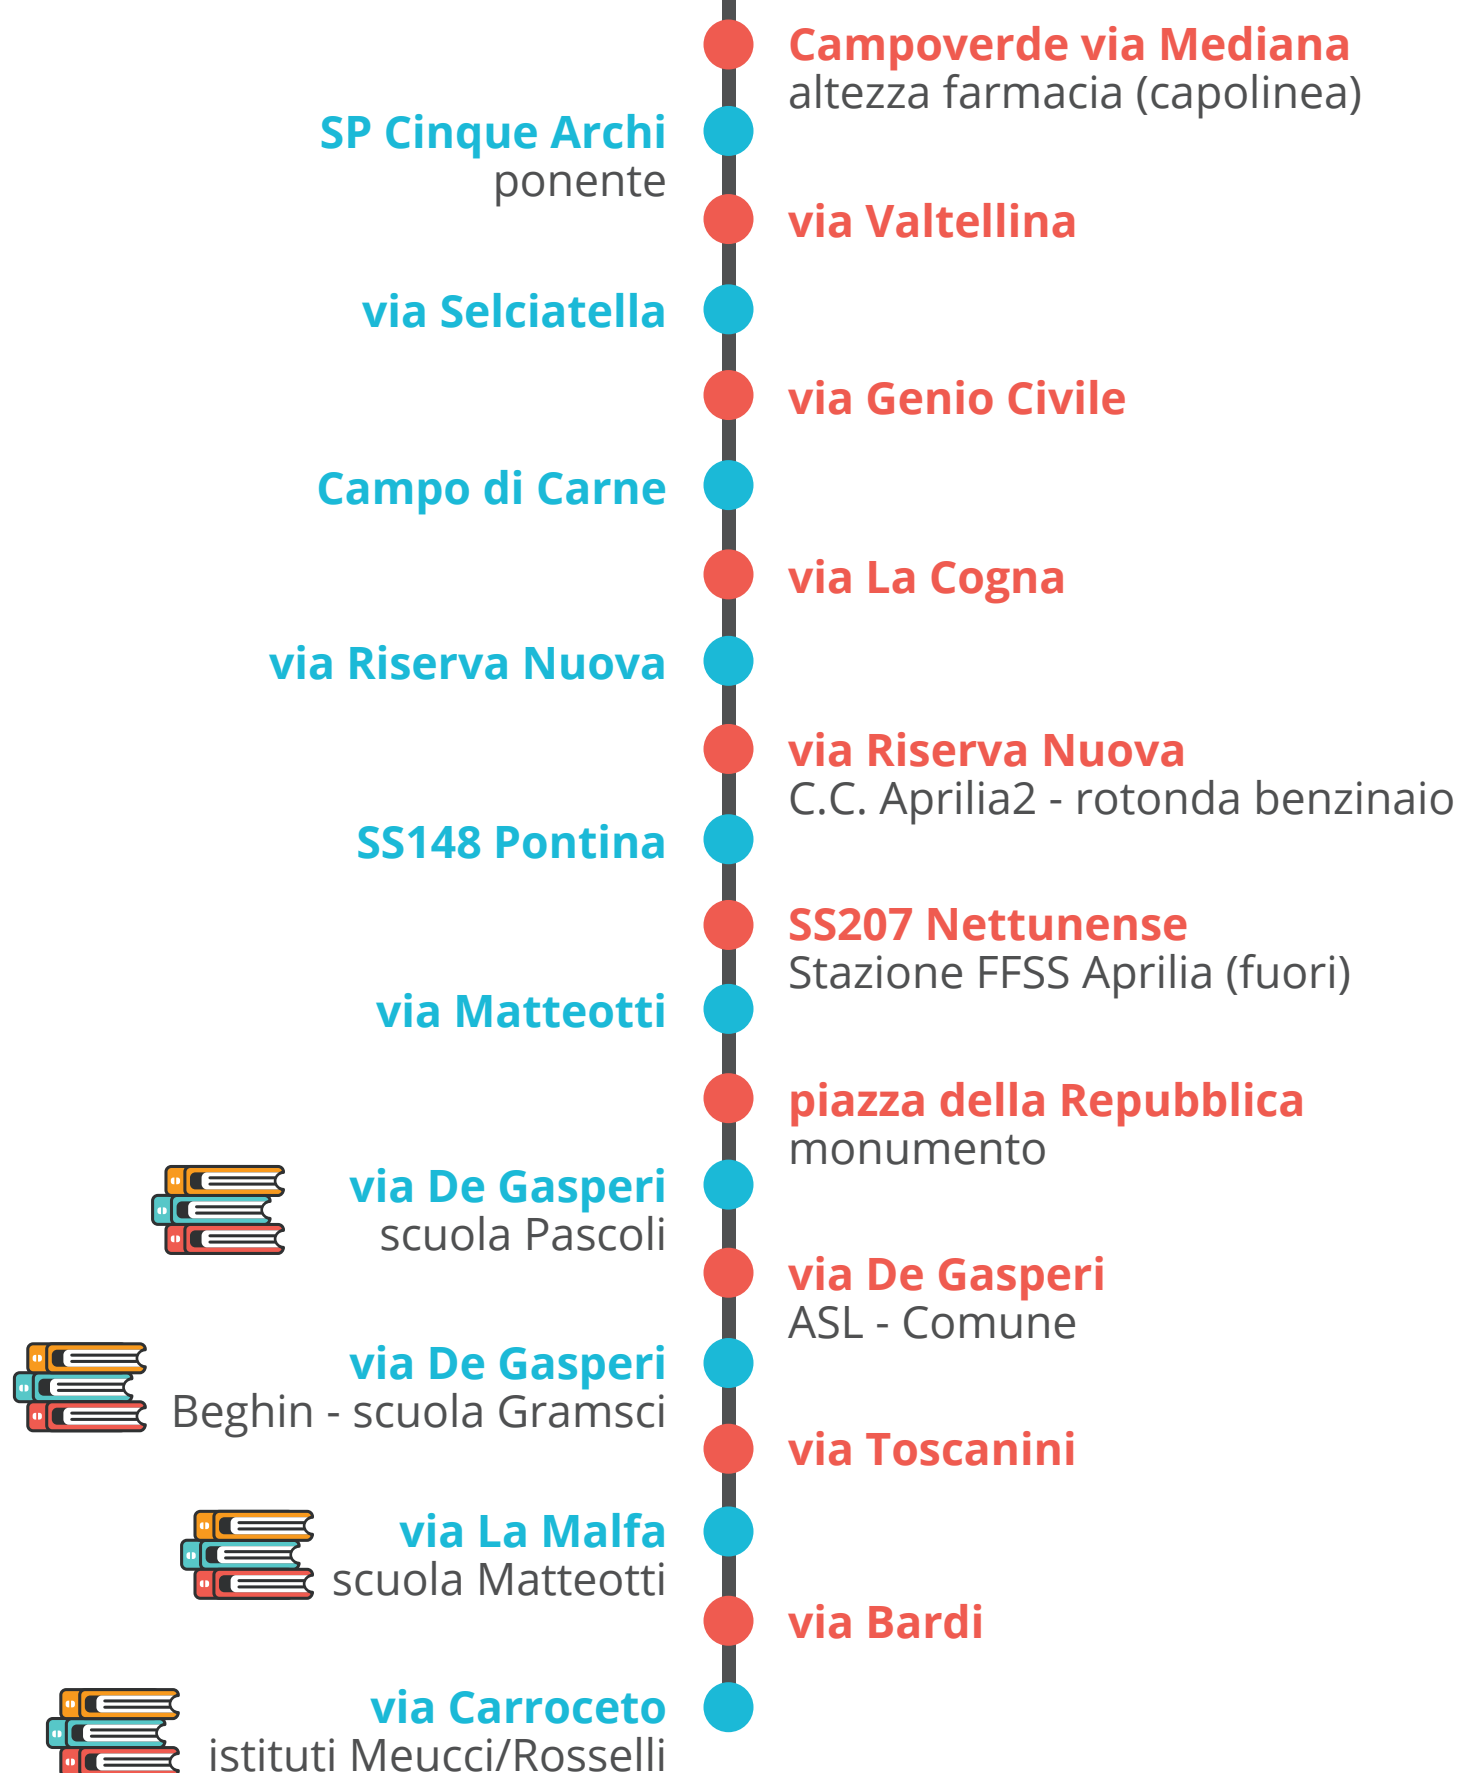 Campoverde via Mediana
altezza farmacia (capolinea)
SP Cinque Archi
ponente
via Valtellina
via Selciatella
via Genio Civile
Campo di Carne
via La Cogna
via Riserva Nuova
via Riserva Nuova
C.C. Aprilia2 - rotonda benzinaio
SS148 Pontina
SS207 Nettunense
Stazione FFSS Aprilia (fuori)
via Matteotti
piazza della Repubblica
monumento
via De Gasperi
scuola Pascoli
via De Gasperi
ASL - Comune
via De Gasperi
Beghin - scuola Gramsci
via Toscanini
via La Malfa
scuola Matteotti
via Bardi
via Carroceto
istituti Meucci/Rosselli